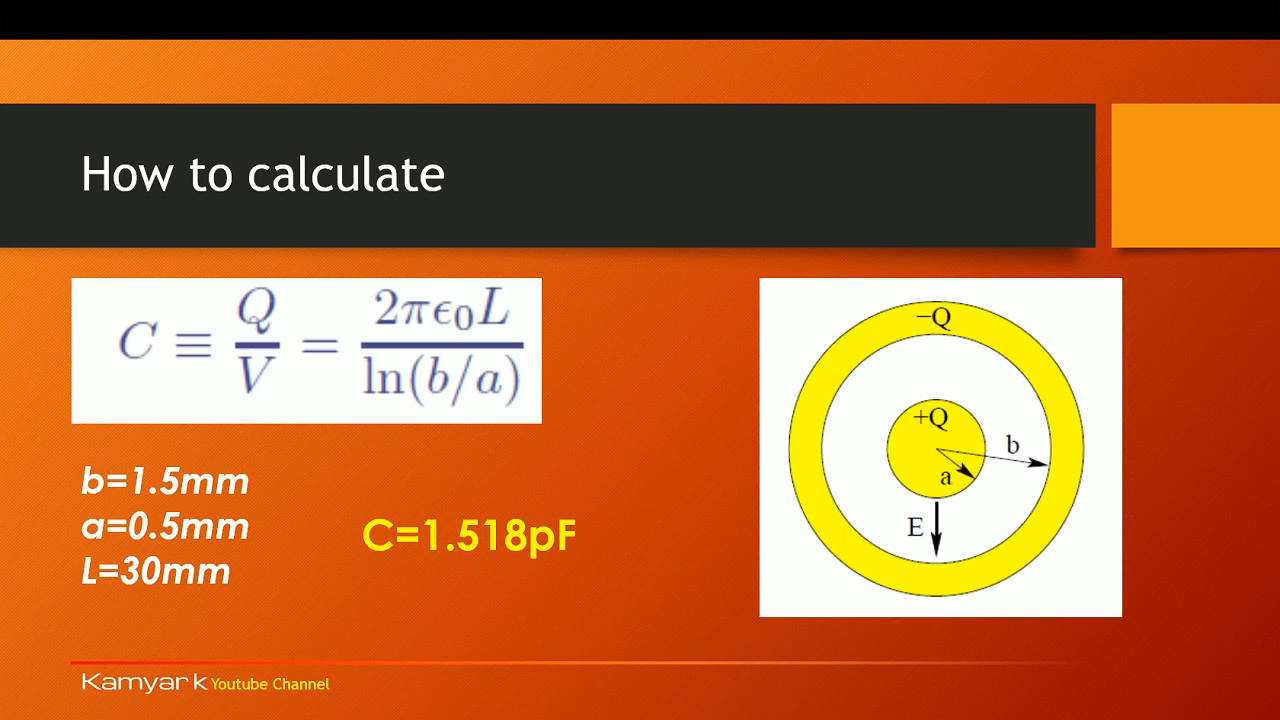 How to calculate
C ≡ Q/V = 2πϵ₀L / ln(b/a)
b=1.5mm
a=0.5mm
L=30mm
C=1.518pF
−Q
+Q
b
a
E
Kamyar k Youtube Channel